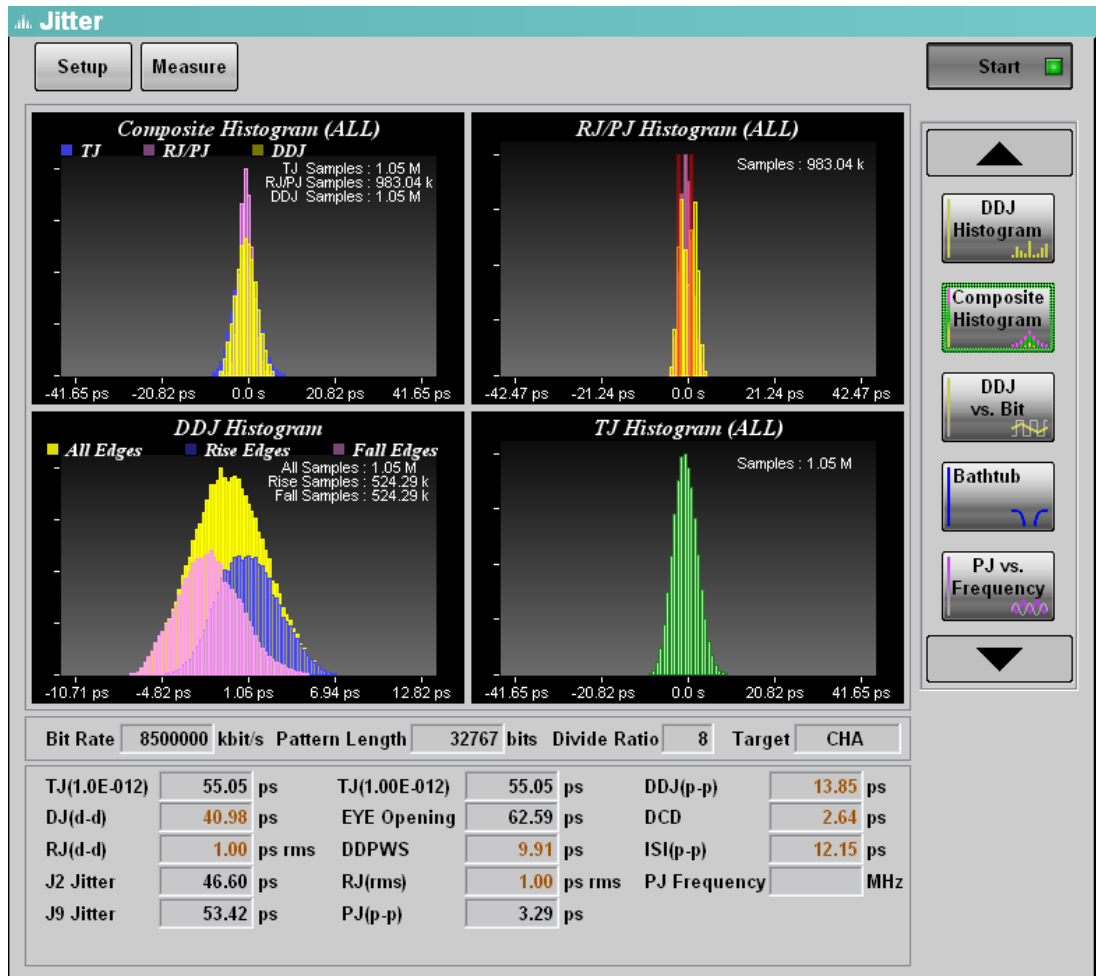 Jitter
Setup Measure Start
Composite Histogram (ALL)
TJ RJ/PJ DDJ
TJ Samples : 1.05 M
RJ/PJ Samples : 983.04 k
DDJ Samples : 1.05 M
-41.65 ps -20.82 ps 0.0 s 20.82 ps 41.65 ps
RJ/PJ Histogram (ALL)
Samples : 983.04 k
-42.47 ps -21.24 ps 0.0 s 21.24 ps 42.47 ps
DDJ Histogram
All Edges Rise Edges Fall Edges
All Samples : 1.05 M
Rise Samples : 524.29 k
Fall Samples : 524.29 k
-10.71 ps -4.82 ps 1.06 ps 6.94 ps 12.82 ps
TJ Histogram (ALL)
Samples : 1.05 M
-41.65 ps -20.82 ps 0.0 s 20.82 ps 41.65 ps
DDJ
Histogram
Composite
Histogram
DDJ
vs. Bit
Bathtub
PJ vs.
Frequency
Bit Rate 8500000 kbit/s Pattern Length 32767 bits Divide Ratio 8 Target CHA
TJ(1.0E-012) 55.05 ps TJ(1.00E-012) 55.05 ps DDJ(p-p) 13.85 ps
DJ(d-d) 40.98 ps EYE Opening 62.59 ps DCD 2.64 ps
RJ(d-d) 1.00 ps rms DDPWS 9.91 ps ISI(p-p) 12.15 ps
J2 Jitter 46.60 ps RJ(rms) 1.00 ps rms PJ Frequency MHz
J9 Jitter 53.42 ps PJ(p-p) 3.29 ps